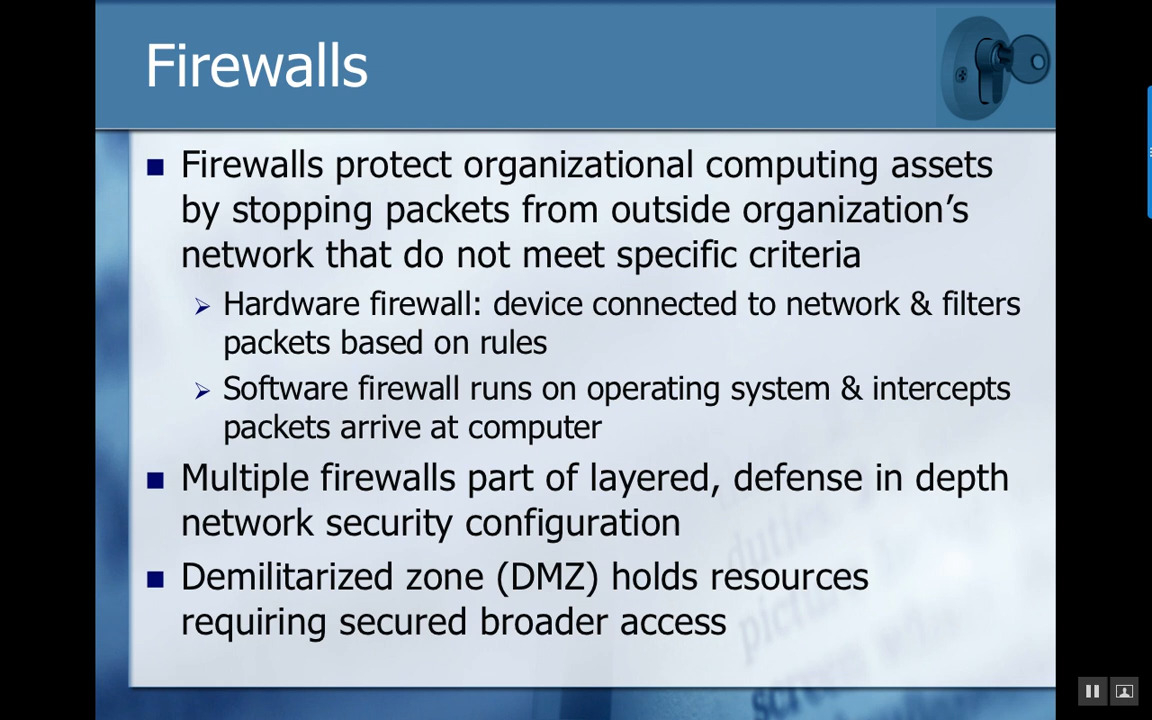 Firewalls
Firewalls protect organizational computing assets
by stopping packets from outside organization’s
network that do not meet specific criteria
Hardware firewall: device connected to network & filters
packets based on rules
Software firewall runs on operating system & intercepts
packets arrive at computer
Multiple firewalls part of layered, defense in depth
network security configuration
Demilitarized zone (DMZ) holds resources
requiring secured broader access